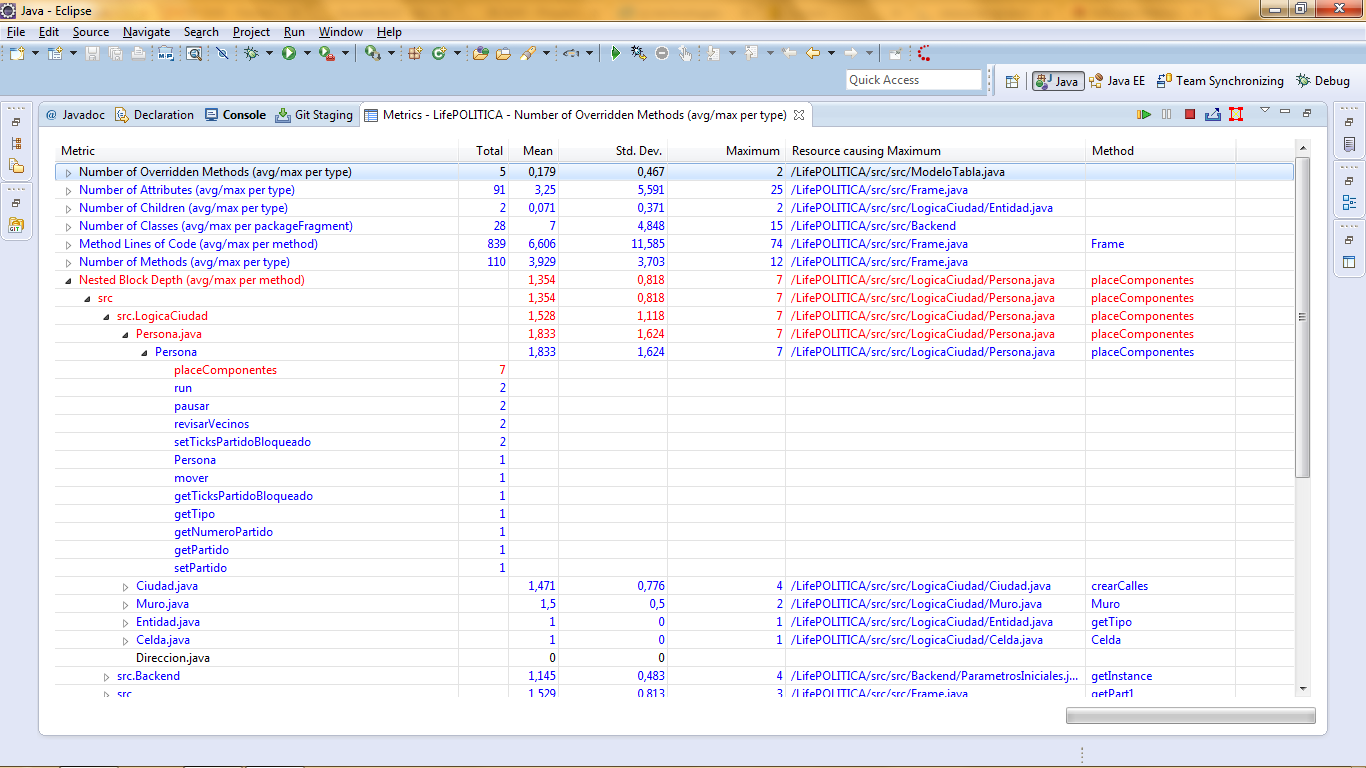 Java - Eclipse
File Edit Source Navigate Search Project Run Window Help
Quick Access Java Java EE Team Synchronizing Debug
@ Javadoc Declaration Console Git Staging Metrics - LifePOLITICA - Number of Overridden Methods (avg/max per type)
Metric Total Mean Std. Dev. Maximum Resource causing Maximum Method
Number of Overridden Methods (avg/max per type) 5 0,179 0,467 2 /LifePOLITICA/src/src/ModeloTabla.java
Number of Attributes (avg/max per type) 91 3,25 5,591 25 /LifePOLITICA/src/src/Frame.java
Number of Children (avg/max per type) 2 0,071 0,371 2 /LifePOLITICA/src/src/LogicaCiudad/Entidad.java
Number of Classes (avg/max per packageFragment) 28 7 4,848 15 /LifePOLITICA/src/src/Backend
Method Lines of Code (avg/max per method) 839 6,606 11,585 74 /LifePOLITICA/src/src/Frame.java Frame
Number of Methods (avg/max per type) 110 3,929 3,703 12 /LifePOLITICA/src/src/Frame.java
Nested Block Depth (avg/max per method) 1,354 0,818 7 /LifePOLITICA/src/src/LogicaCiudad/Persona.java placeComponentes
src 1,354 0,818 7 /LifePOLITICA/src/src/LogicaCiudad/Persona.java placeComponentes
src.LogicaCiudad 1,528 1,118 7 /LifePOLITICA/src/src/LogicaCiudad/Persona.java placeComponentes
Persona.java 1,833 1,624 7 /LifePOLITICA/src/src/LogicaCiudad/Persona.java placeComponentes
Persona 1,833 1,624 7 /LifePOLITICA/src/src/LogicaCiudad/Persona.java placeComponentes
placeComponentes 7
run 2
pausar 2
revisarVecinos 2
setTicksPartidoBloqueado 2
Persona 1
mover 1
getTicksPartidoBloqueado 1
getTipo 1
getNumeroPartido 1
getPartido 1
setPartido 1
Ciudad.java 1,471 0,776 4 /LifePOLITICA/src/src/LogicaCiudad/Ciudad.java crearCalles
Muro.java 1,5 0,5 2 /LifePOLITICA/src/src/LogicaCiudad/Muro.java Muro
Entidad.java 1 0 1 /LifePOLITICA/src/src/LogicaCiudad/Entidad.java getTipo
Celda.java 1 0 1 /LifePOLITICA/src/src/LogicaCiudad/Celda.java Celda
Direccion.java 0 0
src.Backend 1,145 0,483 4 /LifePOLITICA/src/src/Backend/ParametrosIniciales.j... getInstance
src 1,529 0,813 3 /LifePOLITICA/src/src/Frame.java getPart1